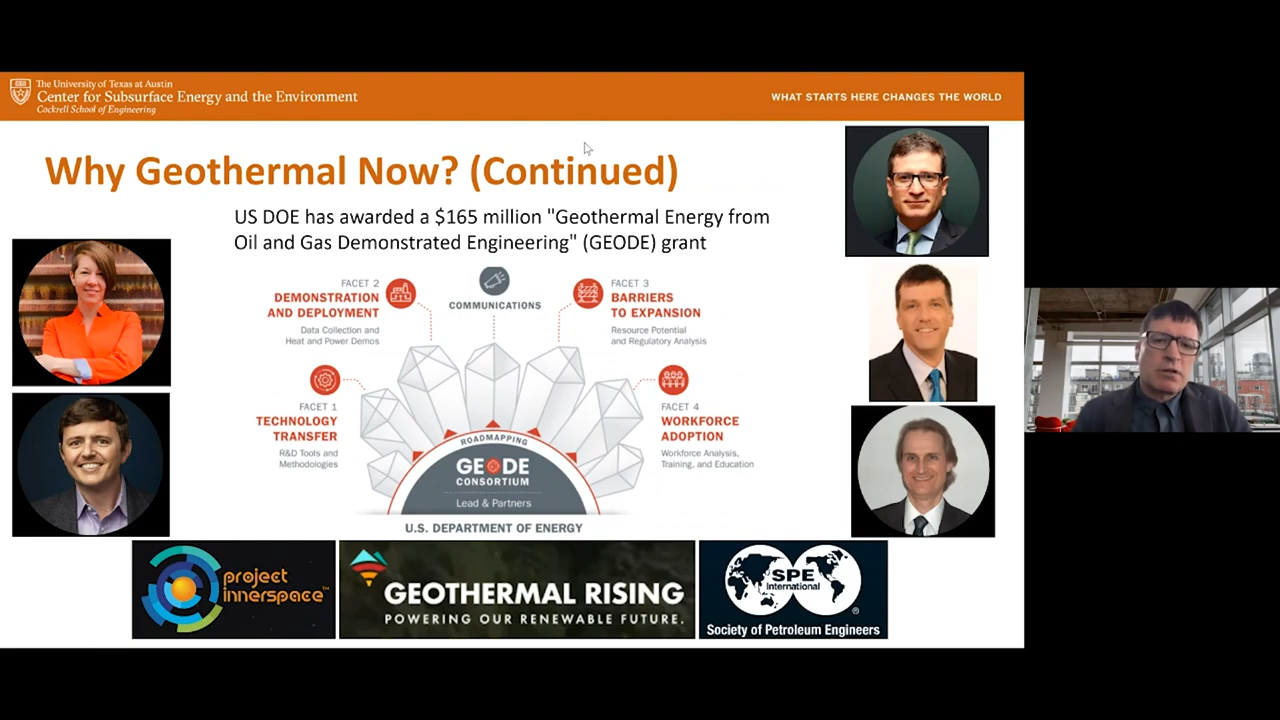 The University of Texas at Austin
Center for Subsurface Energy and the Environment
Cockrell School of Engineering
WHAT STARTS HERE CHANGES THE WORLD
Why Geothermal Now? (Continued)
US DOE has awarded a $165 million "Geothermal Energy from
Oil and Gas Demonstrated Engineering" (GEODE) grant
FACET 2
DEMONSTRATION
AND DEPLOYMENT
Data Collection and
Heat and Power Demos
COMMUNICATIONS
FACET 3
BARRIERS
TO EXPANSION
Resource Potential
and Regulatory Analysis
FACET 1
TECHNOLOGY
TRANSFER
R&D Tools and
Methodologies
FACET 4
WORKFORCE
ADOPTION
Workforce Analysis,
Training, and Education
ROADMAPPING
GEODE
CONSORTIUM
Lead & Partners
U.S. DEPARTMENT OF ENERGY
project
innerspace™
GEOTHERMAL RISING
POWERING OUR RENEWABLE FUTURE.
SPE
International
®
Society of Petroleum Engineers